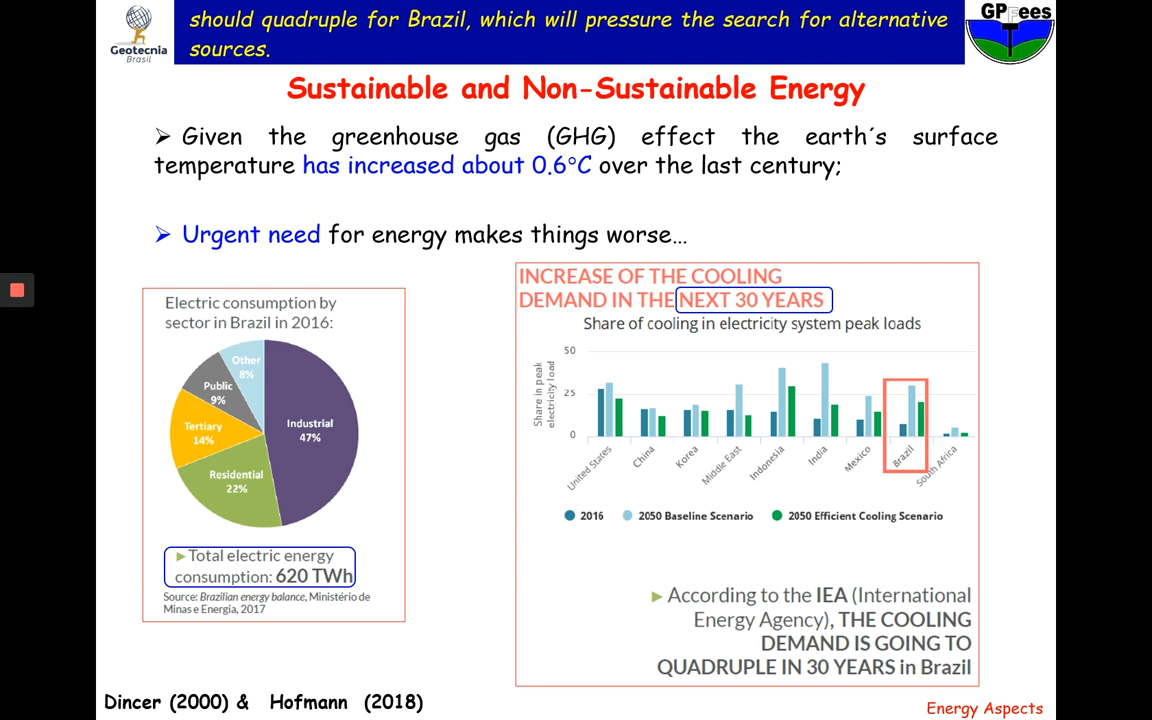 should quadruple for Brazil, which will pressure the search for alternative
sources.
Geotecnia
Brasil
GPFees
Sustainable and Non-Sustainable Energy
➢ Given the greenhouse gas (GHG) effect the earth´s surface
temperature has increased about 0.6°C over the last century;
➢ Urgent need for energy makes things worse…
Electric consumption by
sector in Brazil in 2016:
Other
8%
Public
9%
Tertiary
14%
Industrial
47%
Residential
22%
►Total electric energy
consumption: 620 TWh
Source: Brazilian energy balance, Ministério de
Minas e Energia, 2017
INCREASE OF THE COOLING
DEMAND IN THE NEXT 30 YEARS
Share of cooling in electricity system peak loads
Share in peak
electricity load
50
25
0
United States
China
Korea
Middle East
Indonesia
India
Mexico
Brazil
South Africa
2016
2050 Baseline Scenario
2050 Efficient Cooling Scenario
► According to the IEA (International
Energy Agency), THE COOLING
DEMAND IS GOING TO
QUADRUPLE IN 30 YEARS in Brazil
Dincer (2000) & Hofmann (2018)
Energy Aspects